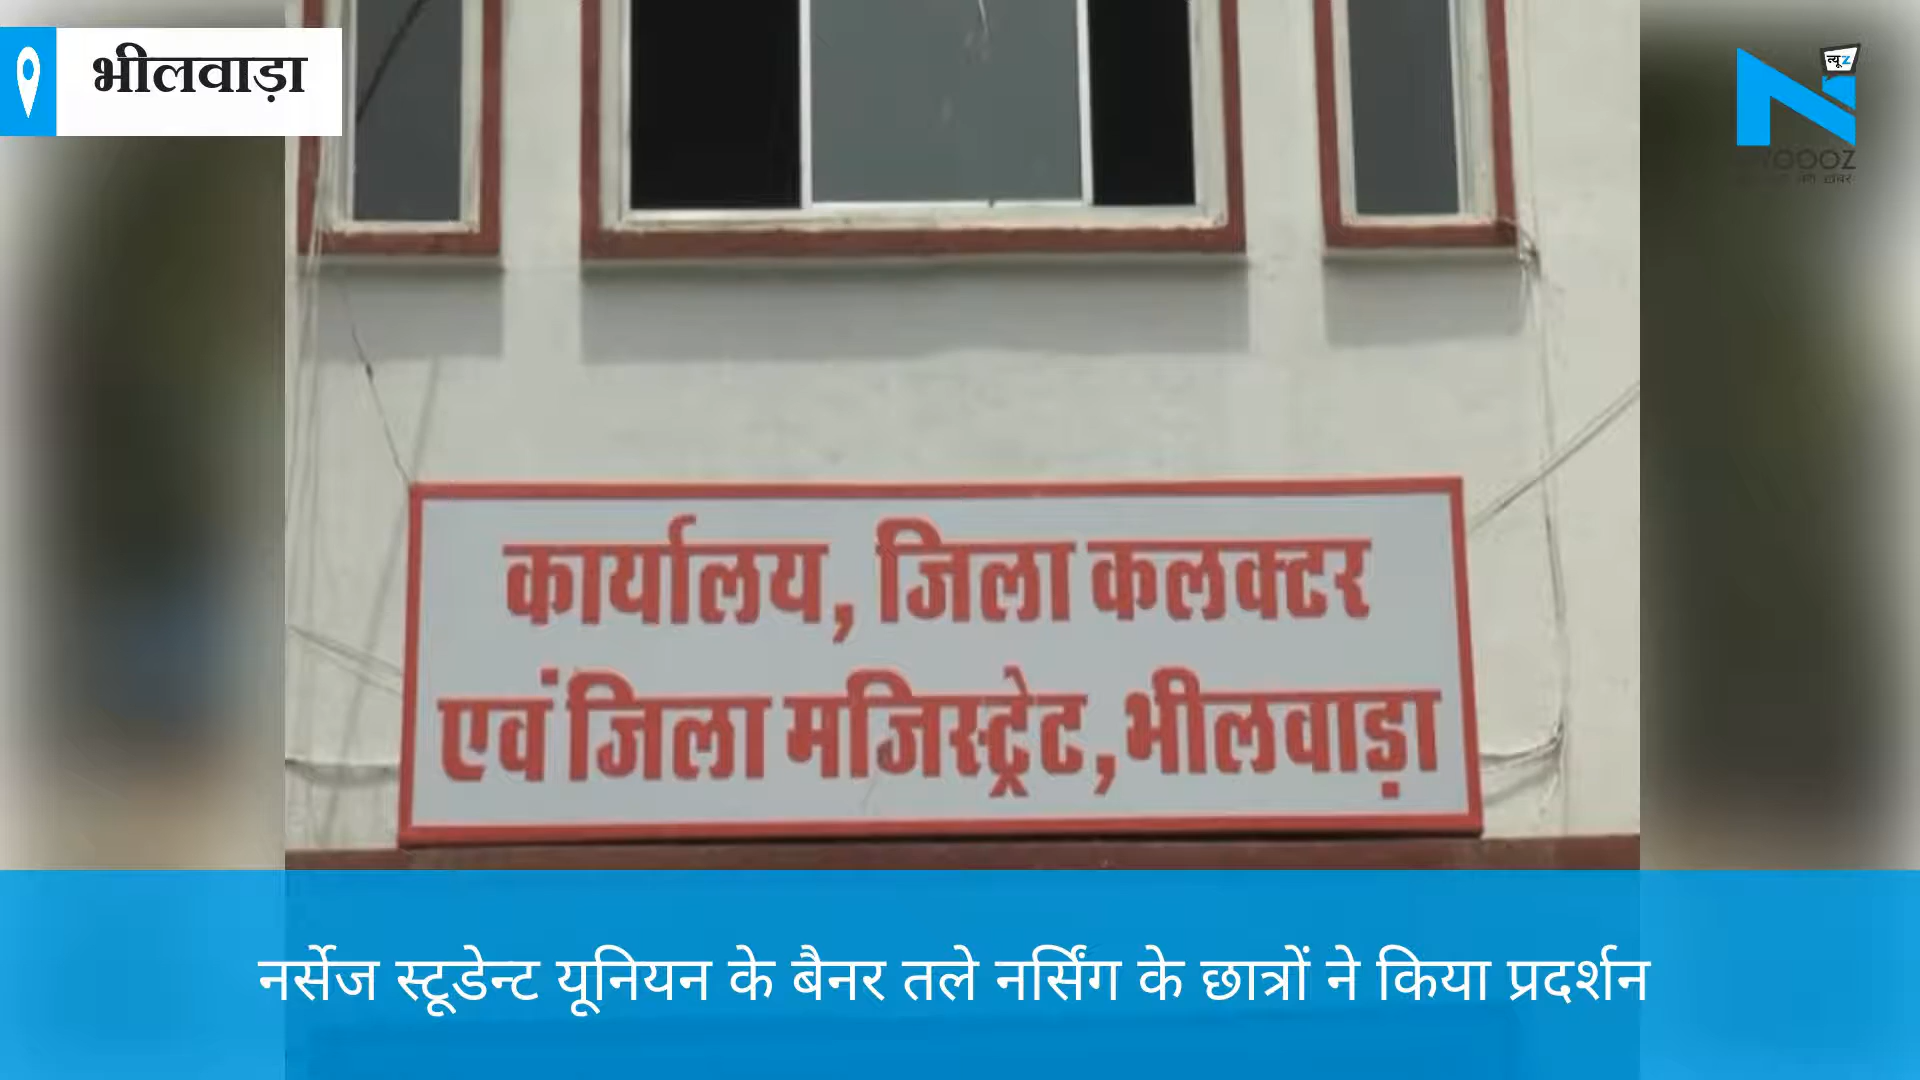 भीलवाड़ा
न्यूz
कार्यालय, जिला कलक्टर
एवं जिला मजिस्ट्रेट, भीलवाड़ा
नर्सेज स्टूडेन्ट यूनियन के बैनर तले नर्सिंग के छात्रों ने किया प्रदर्शन